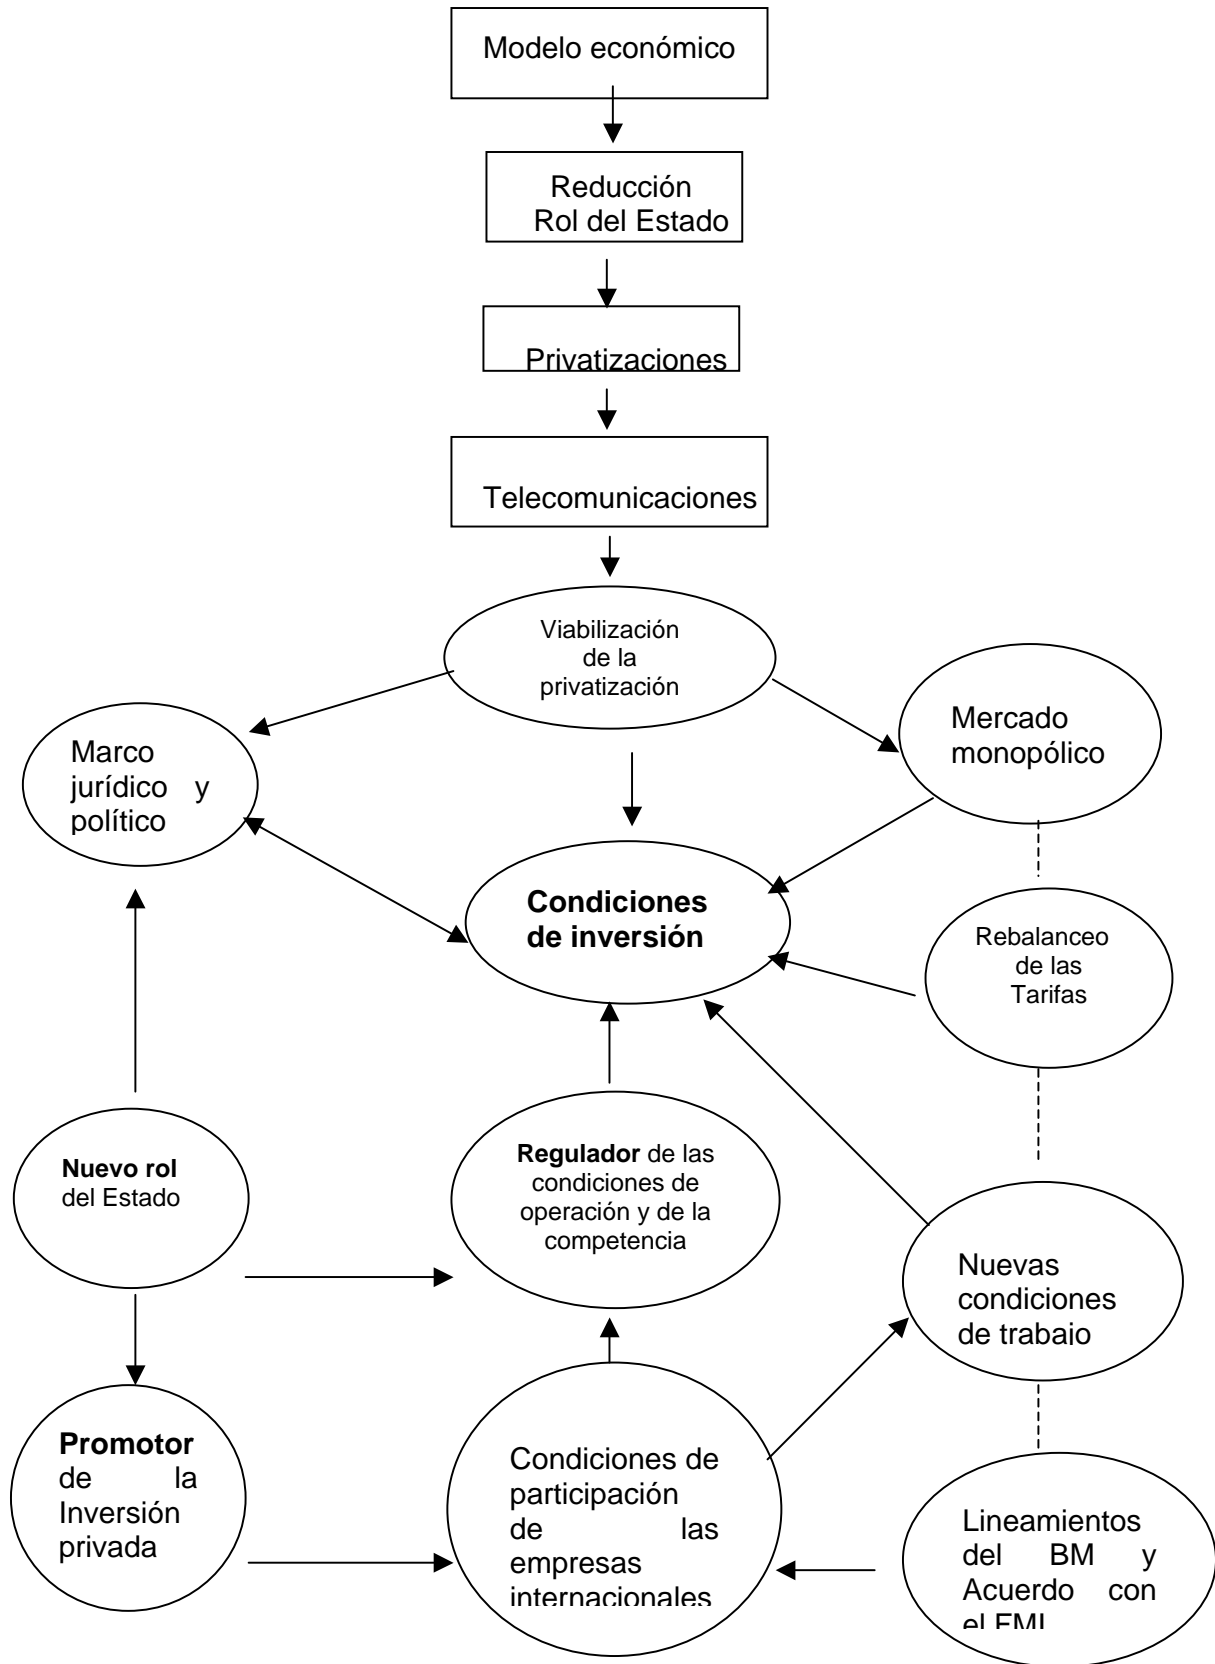 Modelo económico
Reducción
Rol del Estado
Privatizaciones
Telecomunicaciones
Viabilización
de la
privatización
Mercado
monopólico
Marco
jurídico y
político
Condiciones
de inversión
Rebalanceo
de las
Tarifas
Nuevo rol
del Estado
Regulador de las
condiciones de
operación y de la
competencia
Nuevas
condiciones
de trabajo
Promotor
de la
Inversión
privada
Condiciones de
participación
de las
empresas
internacionales
Lineamientos
del BM y
Acuerdo con
el FMI